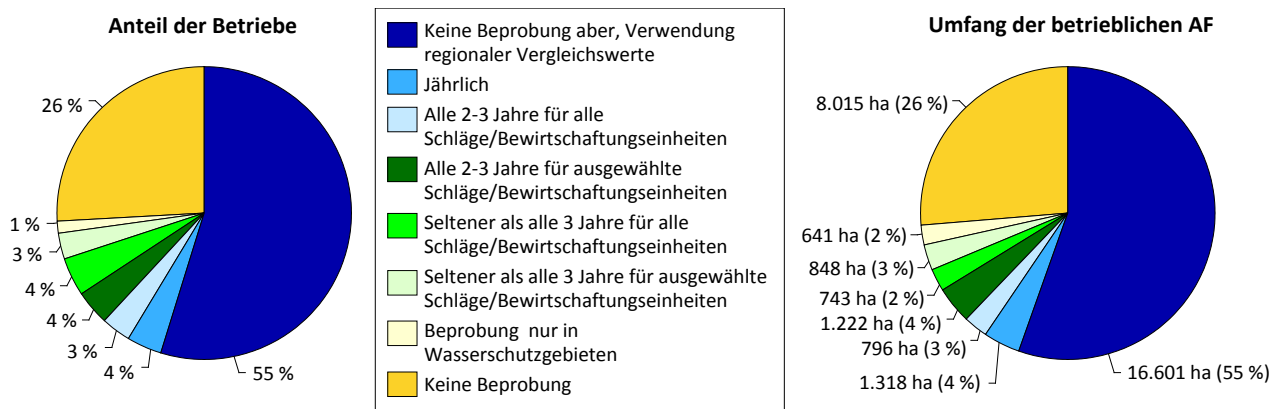 Anteil der Betriebe
26 %
1 %
3 %
4 %
4 %
3 %
4 %
55 %
Keine Beprobung aber, Verwendung
regionaler Vergleichswerte
Jährlich
Alle 2-3 Jahre für alle
Schläge/Bewirtschaftungseinheiten
Alle 2-3 Jahre für ausgewählte
Schläge/Bewirtschaftungseinheiten
Seltener als alle 3 Jahre für alle
Schläge/Bewirtschaftungseinheiten
Seltener als alle 3 Jahre für ausgewählte
Schläge/Bewirtschaftungseinheiten
Beprobung nur in
Wasserschutzgebieten
Keine Beprobung
Umfang der betrieblichen AF
8.015 ha (26 %)
641 ha (2 %)
848 ha (3 %)
743 ha (2 %)
1.222 ha (4 %)
796 ha (3 %)
1.318 ha (4 %)
16.601 ha (55 %)